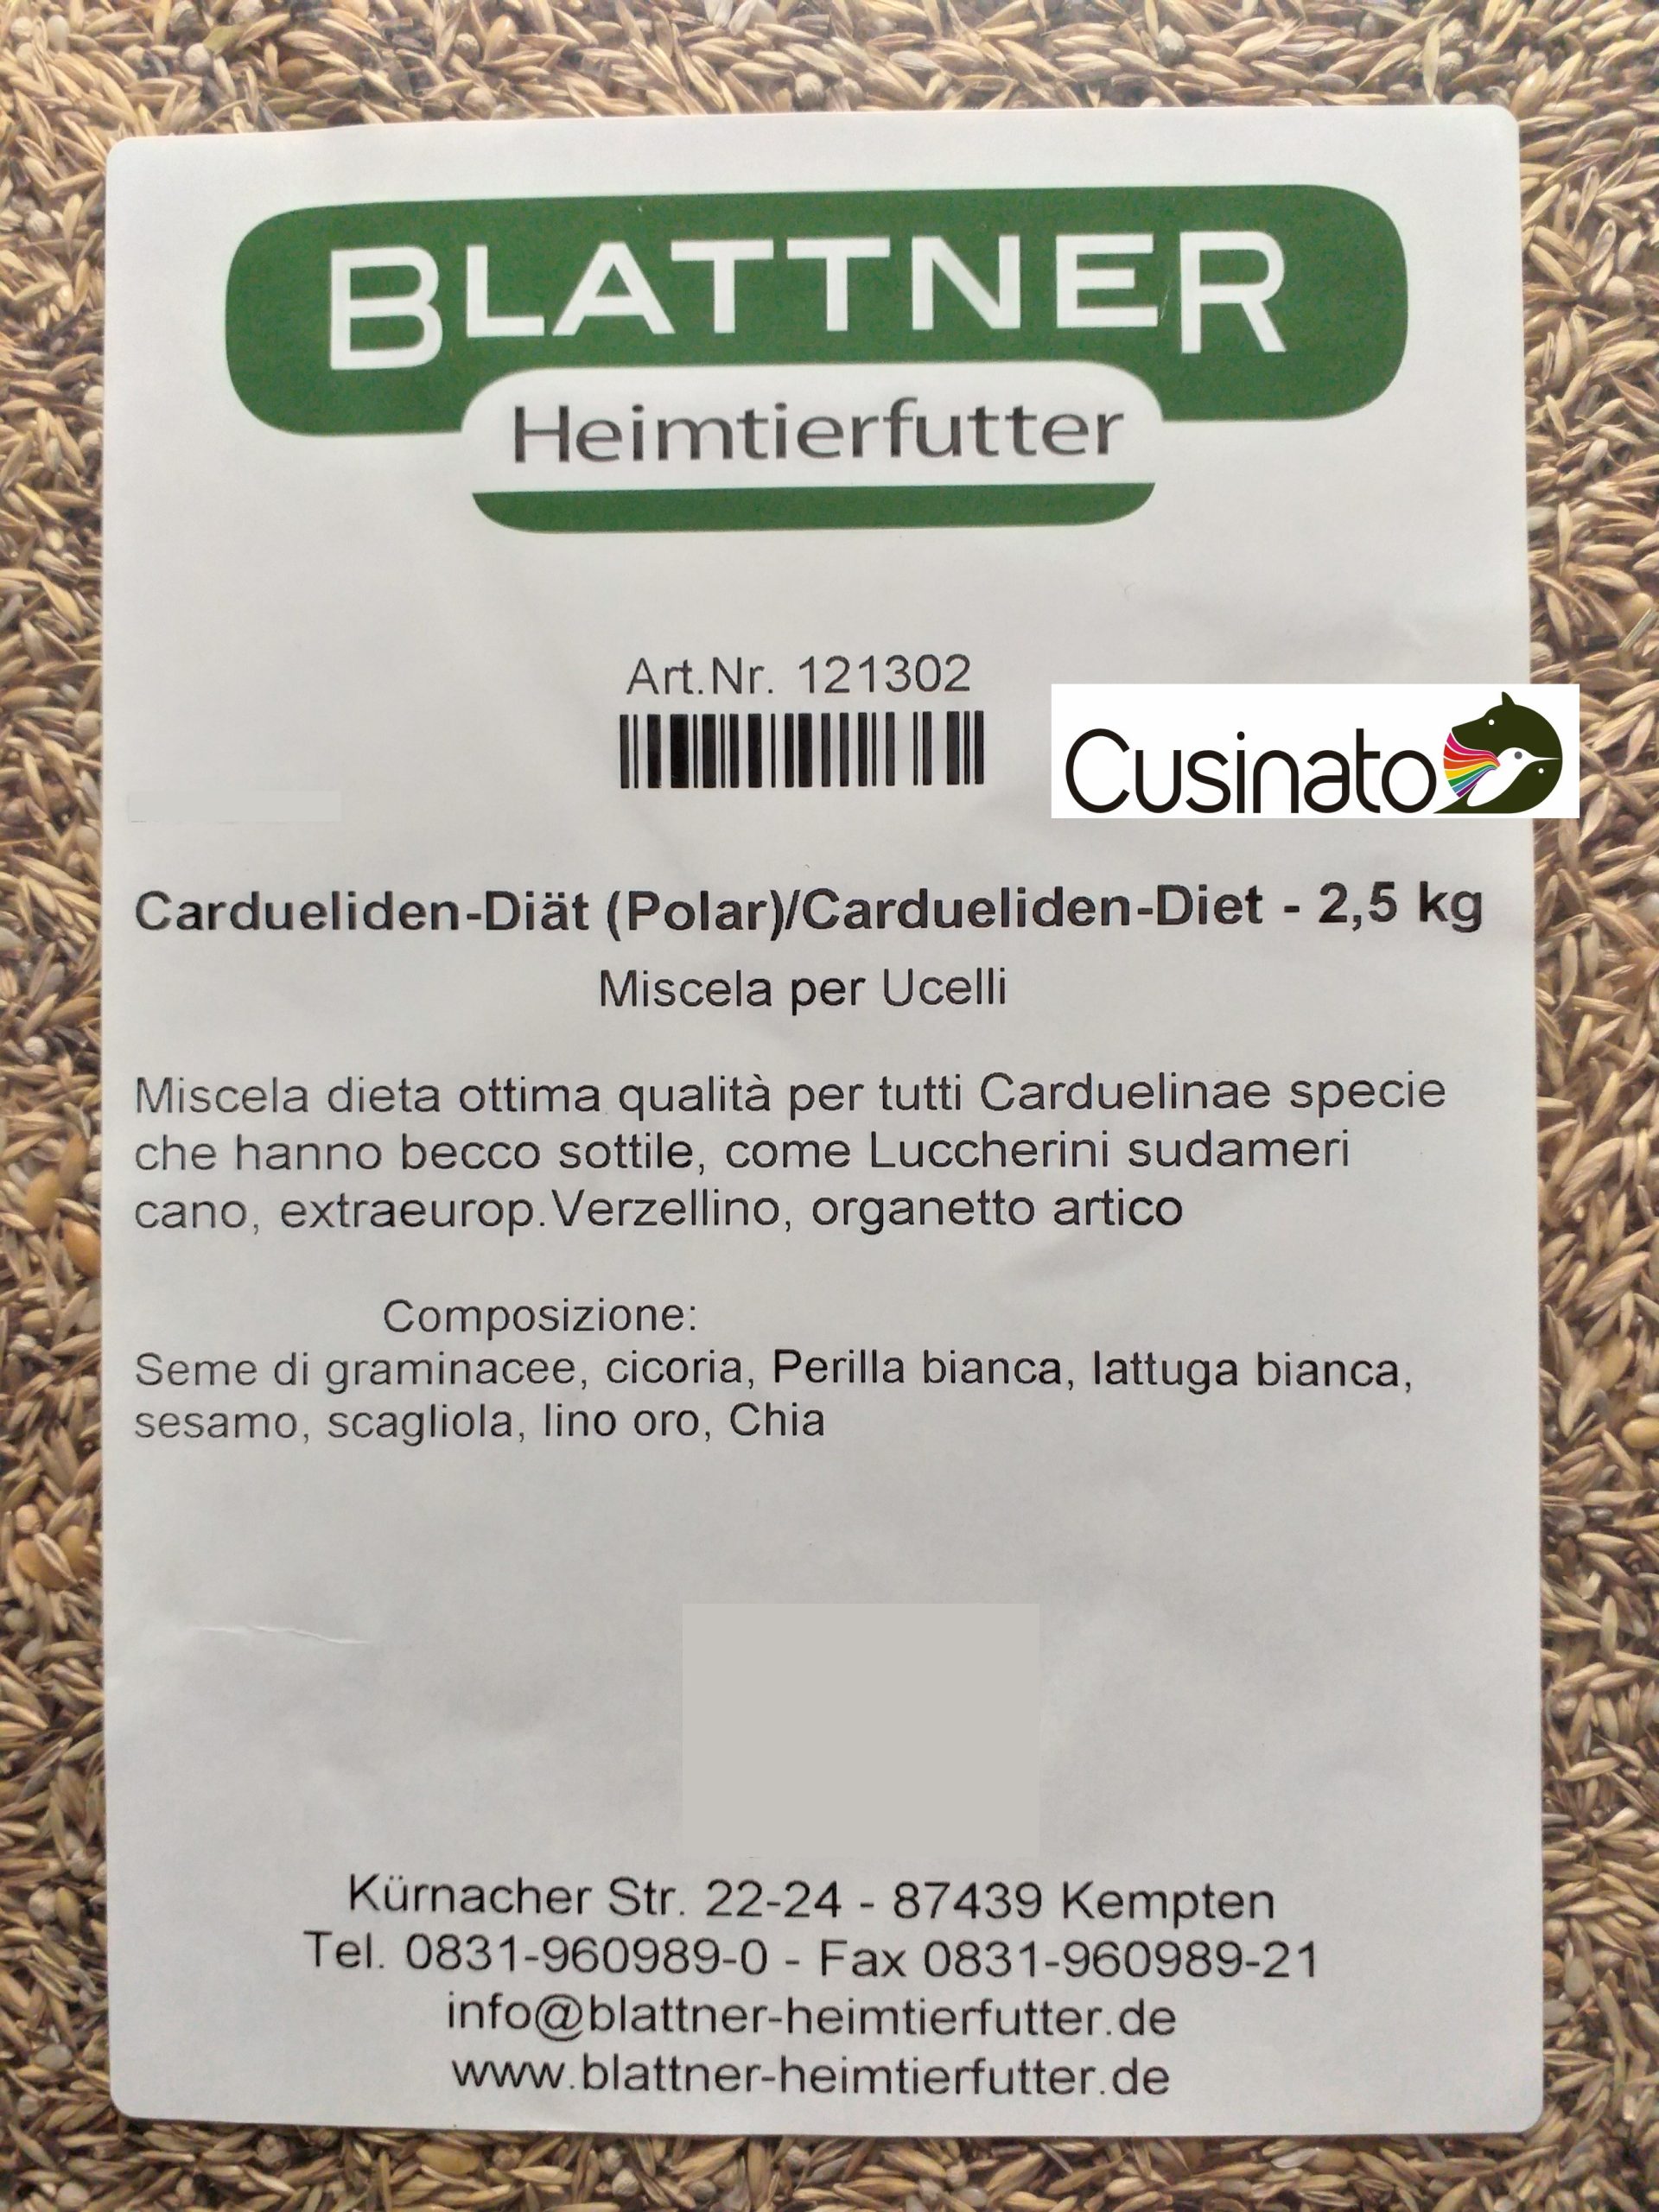 BLATTNER
Heimtierfutter
Art.Nr. 121302
Cusinato
Cardueliden-Diät (Polar)/Cardueliden-Diet - 2,5 kg
Miscela per Ucelli
Miscela dieta ottima qualità per tutti Carduelinae specie
che hanno becco sottile, come Luccherini sudameri
cano, extraeurop.Verzellino, organetto artico
Composizione:
Seme di graminacee, cicoria, Perilla bianca, lattuga bianca,
sesamo, scagliola, lino oro, Chia
Kürnacher Str. 22-24 - 87439 Kempten
Tel. 0831-960989-0 - Fax 0831-960989-21
info@blattner-heimtierfutter.de
www.blattner-heimtierfutter.de